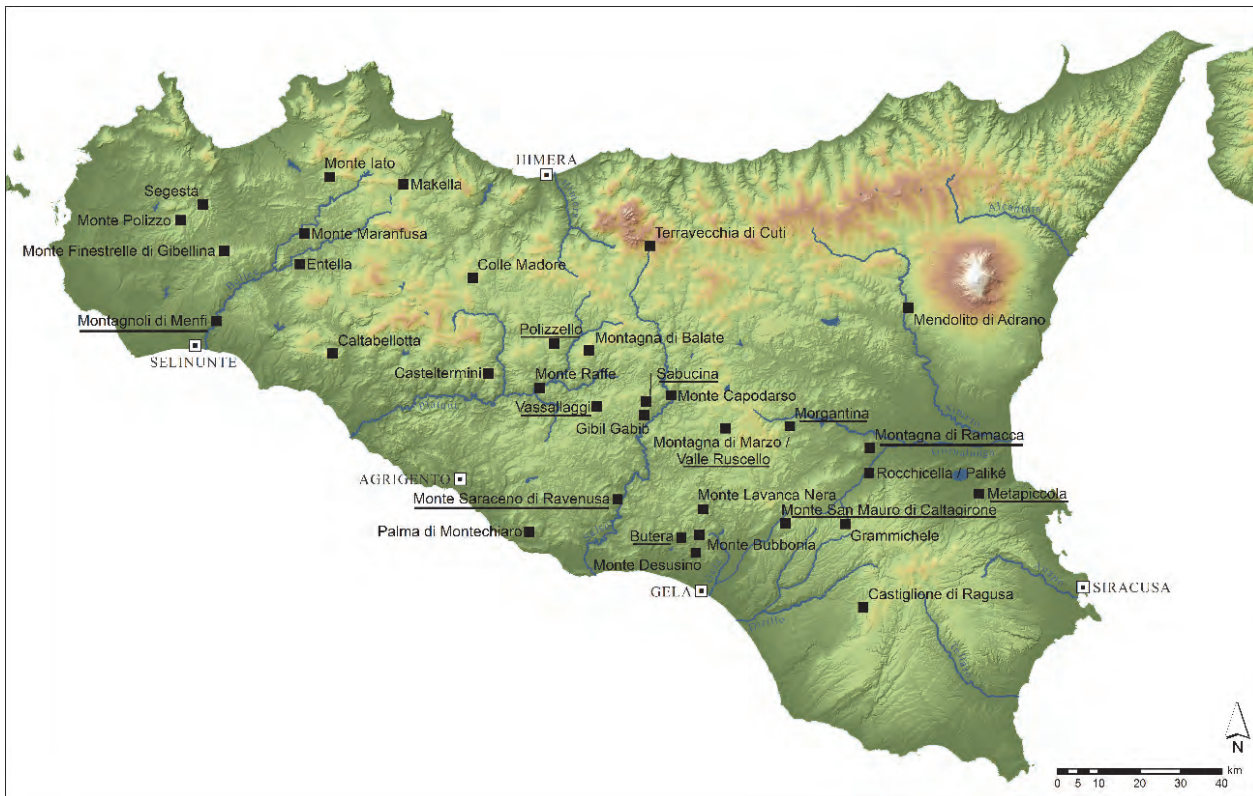 HIMERA
Monte Iato
Makella
Segesta
Monte Polizzo
Alcantara
Monte Maranfusa
Terravecchia di Cuti
Monte Finestrelle di Gibellina
Entella
Colle Madore
Mendolito di Adrano
Montagnoli di Menfi
Polizzello
Montagna di Balate
SELINUNTE
Caltabellotta
Casteltermini
Monte Raffe
Sabucina
Monte Capodarso
Vassallaggi
Gibil Gabib
Morgantina
Montagna di Marzo /
Valle Ruscello
Montagna di Ramacca
Rocchicella / Paliké
AGRIGENTO
Monte Saraceno di Ravenusa
Monte Lavanca Nera
Metapiccola
Monte San Mauro di Caltagirone
Palma di Montechiaro
Butera
Monte Bubbonia
Grammichele
Monte Desusino
GELA
SIRACUSA
Castiglione di Ragusa
N
km
0 5 10 20 30 40